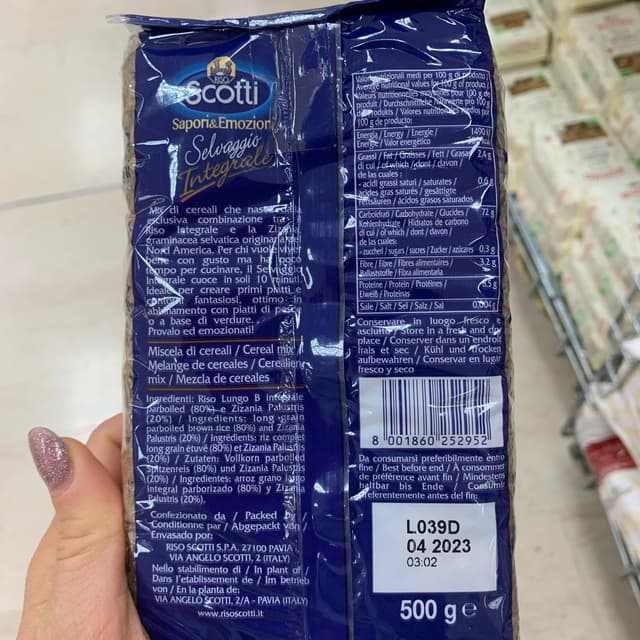 RISO
Scotti
Sapori&Emozioni
Selvaggio
Integrale
Mix di cereali che nasce
esclusiva combinazione tra
Riso Integrale e la Zizania,
graminacea selvatica originaria
Nord America. Per chi vuole
bene con gusto ma ha poco
tempo per cucinare, il Selvaggio
Integrale cuoce in soli 10 minuti.
Ideale per creare primi piatti e
contorni fantasiosi, ottimo in
abbinamento con piatti di pesce
o a base di verdure.
Provalo ed emozionati!
Miscela di cereali / Cereal mix /
Melange de cereales / Cerealien
mix / Mezcla de cereales
Ingredienti: Riso Lungo B integrale
parboiled (80%) e Zizania Palustris
(20%) / Ingredients: long grain
parboiled brown rice (80%) and Zizania
Palustris (20%) / Ingrédients: riz complet
long grain étuvé (80%) et Zizania Palustris
(20%) / Zutaten: Vollkorn parboiled
Spitzenreis (80%) und Zizania Palustris
(20%) / Ingredientes: arroz grano largo
integral parborizado (80%) y Zizania
Palustris (20%).
Confezionato da / Packed by
Conditionne par / Abgepackt von /
Envasado por:
RISO SCOTTI S.P.A. 27100 PAVIA
VIA ANGELO SCOTTI, 2 (ITALY)
Nello stabilimento di / In plant of /
Dans l'etablissement de / Im betrieb
von / En la planta de:
VIA ANGELO SCOTTI, 2/A - PAVIA (ITALY)
www.risoscotti.it
Valori nutrizionali medi per 100 g di prodotto /
Average nutritional values for 100 g of product /
Valeurs nutritionnelles moyennes pour 100 g de
produit / Durchschnittliche Nährwerte pro 100 g
des Produkts / Valores nutritivos medios por
100 g de producto:
Energia / Energy / Energie / 1490
Energie / Valor energético
Grassi / Fat / Graisses / Fett / Grasas 2,4 g
di cui / of which / dont / davon /
de las cuales :
- acidi grassi saturi / saturates / 0,6 g
acides gras saturés / gesättigte
Fettsäuren / ácidos grasos saturados
Carboidrati / Carbohydrate / Glucides / 72 g
Kohlenhydrate / Hidratos de carbono
di cui / of which / dont / davon /
de las cuales:
- zuccheri / sugars / sucres / Zucker / azúcares 0,3 g
Fibre / Fibre / Fibres alimentaires / 3,2 g
Ballaststoffe / Fibra alimentaria
Proteine / Protein / Protéines /
Eiweiß / Proteinas
Sale / Salt / Sel / Salz / Sal 0,004 g
Conservare in luogo fresco e
asciutto / Store in a fresh and dry
place / Conserver dans un endroit
frais et sec / Kühl und trocken
aufbewahren / Conservar en lugar
fresco y seco
8 001860 252952
Da consumarsi preferibilmente entro
fine / Best before end / A consommer
de préférence avant fin / Mindestens
haltbar bis Ende / Consumir
preferentemente antes del fin:
L039D
04 2023
03:02
500 g e